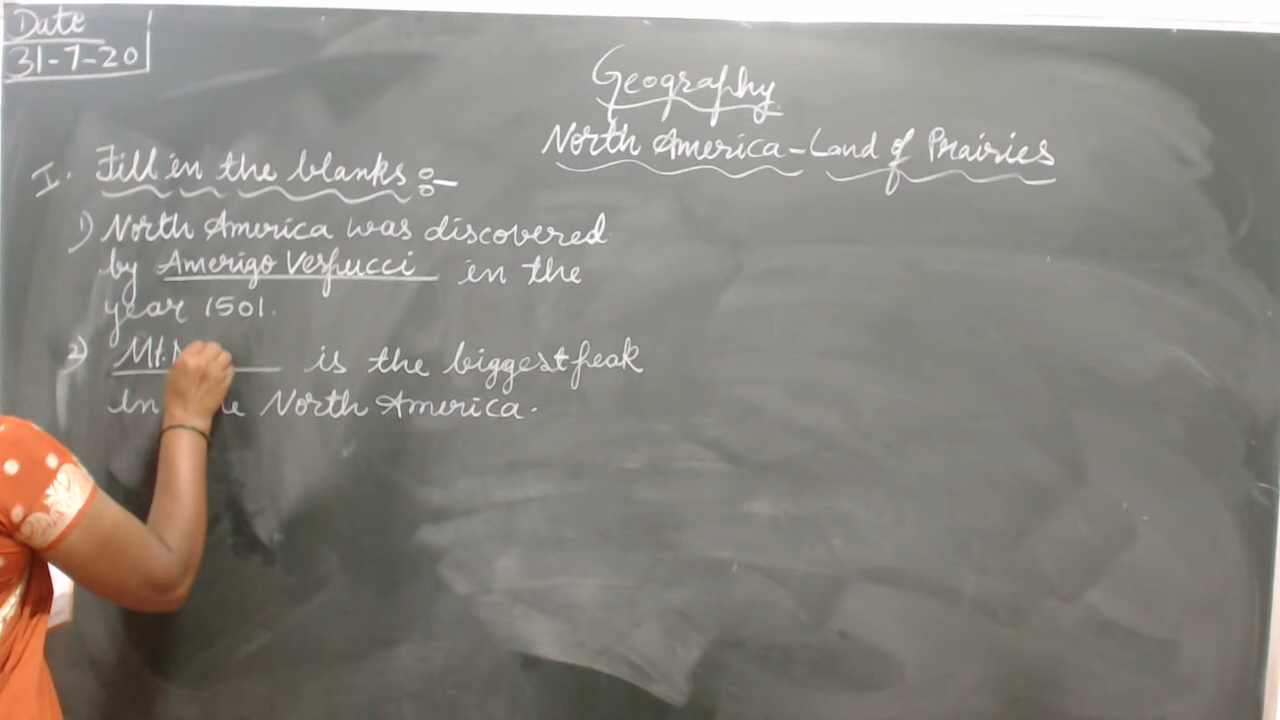 Date
31-7-20
Geography
North America - Land of Prairies
I. Fill in the blanks :-
1) North America was discovered
by Amerigo Vespucci in the
year 1501.
2) Mt. is the biggest peak
in North America.